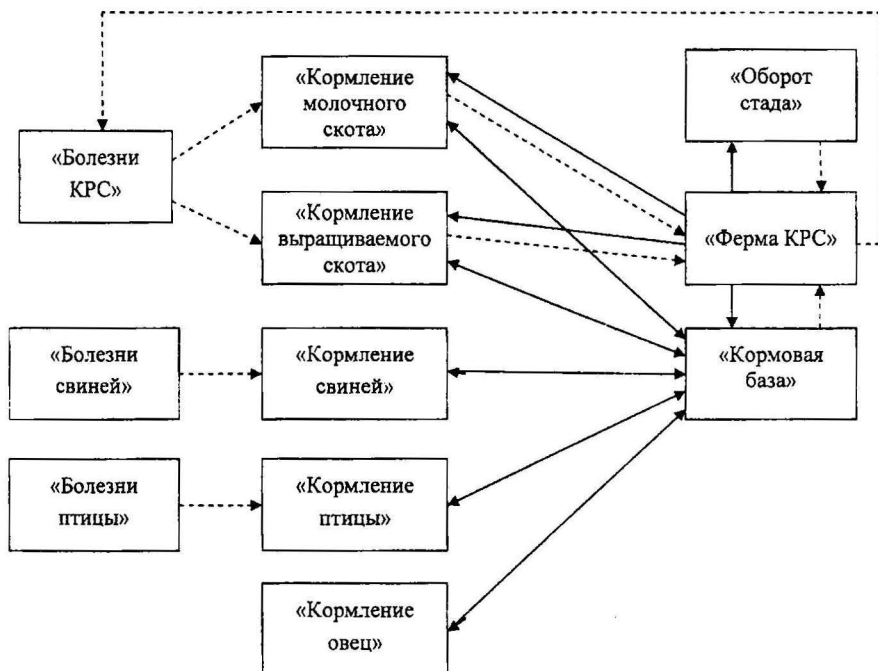 «Кормление
молочного
скота»
«Оборот
стада»
«Болезни
КРС»
«Кормление
выращиваемого
скота»
«Ферма КРС»
«Болезни
свиней»
«Кормление
свиней»
«Кормовая
база»
«Болезни
птицы»
«Кормление
птицы»
«Кормление
овец»